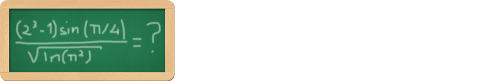 (2³-1)sin(π/4)
√ln(π²) = ?